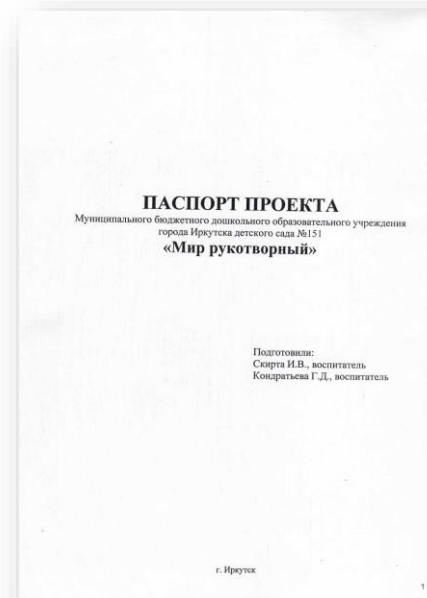 ПАСПОРТ ПРОЕКТА
Муниципального бюджетного дошкольного образовательного учреждения
города Иркутска детского сада №151
«Мир рукотворный»
Подготовили:
Скирта И.В., воспитатель
Кондратьева Г.Д., воспитатель
г. Иркутск
1